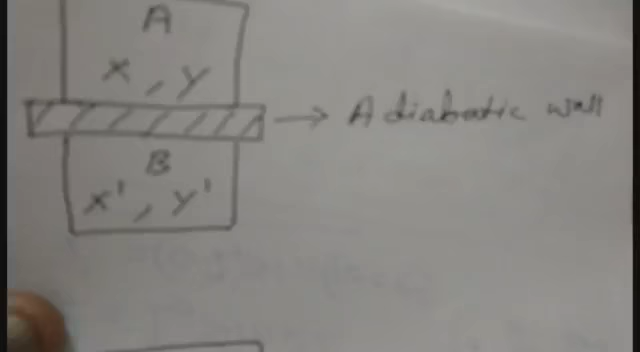 A
X, Y
→ Adiabatic wall
B
X', Y'